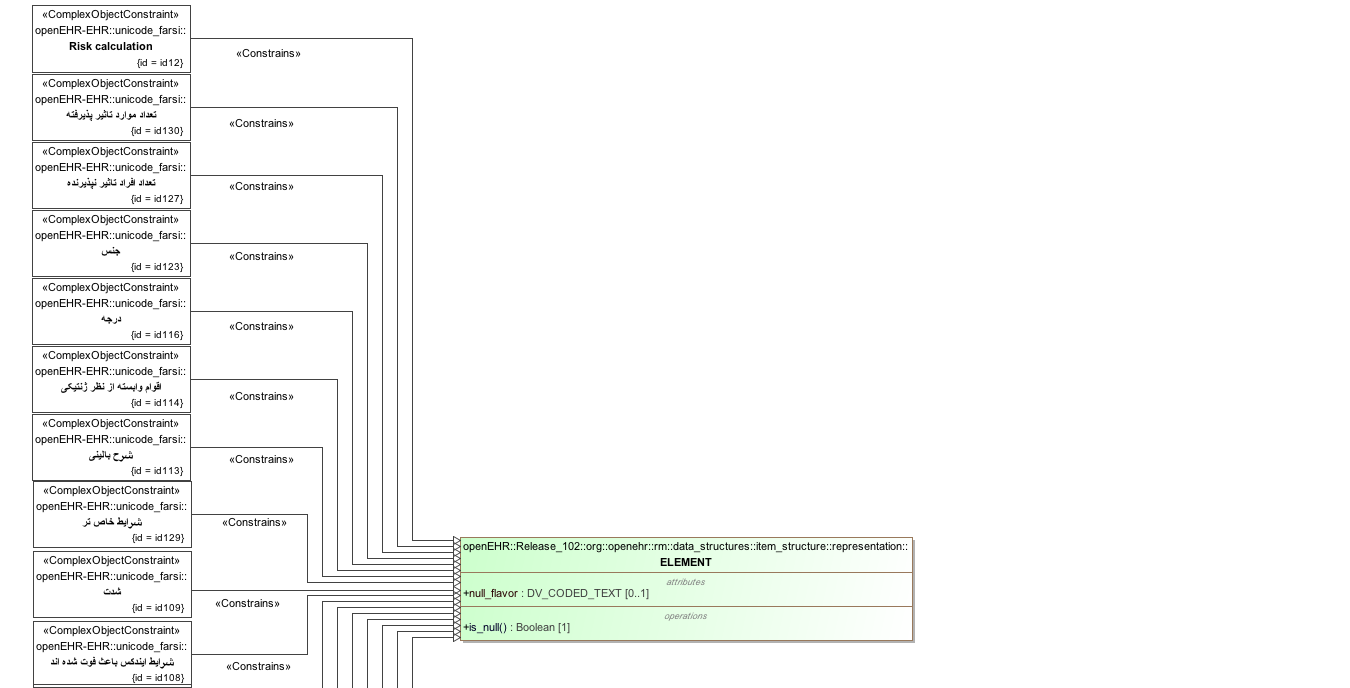 «ComplexObjectConstraint»
openEHR-EHR::unicode_farsi::
Risk calculation
{id = id12}
«Constrains»
«ComplexObjectConstraint»
openEHR-EHR::unicode_farsi::
تعداد موارد تاثیر پذیرفته
{id = id130}
«Constrains»
«ComplexObjectConstraint»
openEHR-EHR::unicode_farsi::
تعداد افراد تاثیر نپذیرنده
{id = id127}
«Constrains»
«ComplexObjectConstraint»
openEHR-EHR::unicode_farsi::
جنس
{id = id123}
«Constrains»
«ComplexObjectConstraint»
openEHR-EHR::unicode_farsi::
درجه
{id = id116}
«Constrains»
«ComplexObjectConstraint»
openEHR-EHR::unicode_farsi::
اقوام وابسته از نظر ژنتیکی
{id = id114}
«Constrains»
«ComplexObjectConstraint»
openEHR-EHR::unicode_farsi::
شرح بالینی
{id = id113}
«Constrains»
«ComplexObjectConstraint»
openEHR-EHR::unicode_farsi::
شرایط خاص تر
{id = id129}
«Constrains»
«ComplexObjectConstraint»
openEHR-EHR::unicode_farsi::
شدت
{id = id109}
«Constrains»
«ComplexObjectConstraint»
openEHR-EHR::unicode_farsi::
شرایط ایندکس باعث فوت شده اند
{id = id108}
«Constrains»
openEHR::Release_102::org::openehr::rm::data_structures::item_structure::representation::
ELEMENT
attributes
+null_flavor : DV_CODED_TEXT [0..1]
operations
+is_null() : Boolean [1]